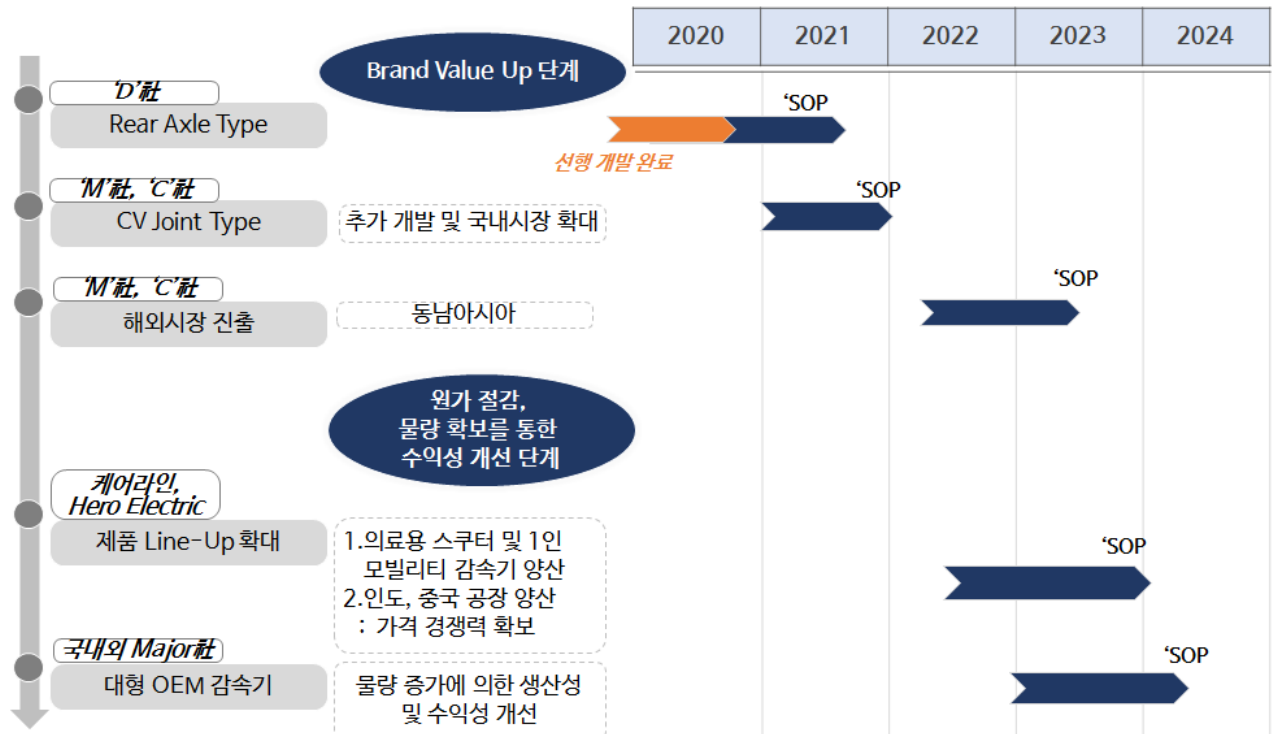 2020 2021 2022 2023 2024
Brand Value Up 단계
‘D’社
Rear Axle Type
‘SOP
선행 개발 완료
‘M’社, ‘C’社
CV Joint Type
추가 개발 및 국내시장 확대
‘SOP
‘M’社, ‘C’社
해외시장 진출
동남아시아
‘SOP
원가 절감,
물량 확보를 통한
수익성 개선 단계
케어라인,
Hero Electric
제품 Line-Up 확대
1.의료용 스쿠터 및 1인
모빌리티 감속기 양산
2.인도, 중국 공장 양산
: 가격 경쟁력 확보
‘SOP
국내외 Major社
대형 OEM 감속기
물량 증가에 의한 생산성
및 수익성 개선
‘SOP